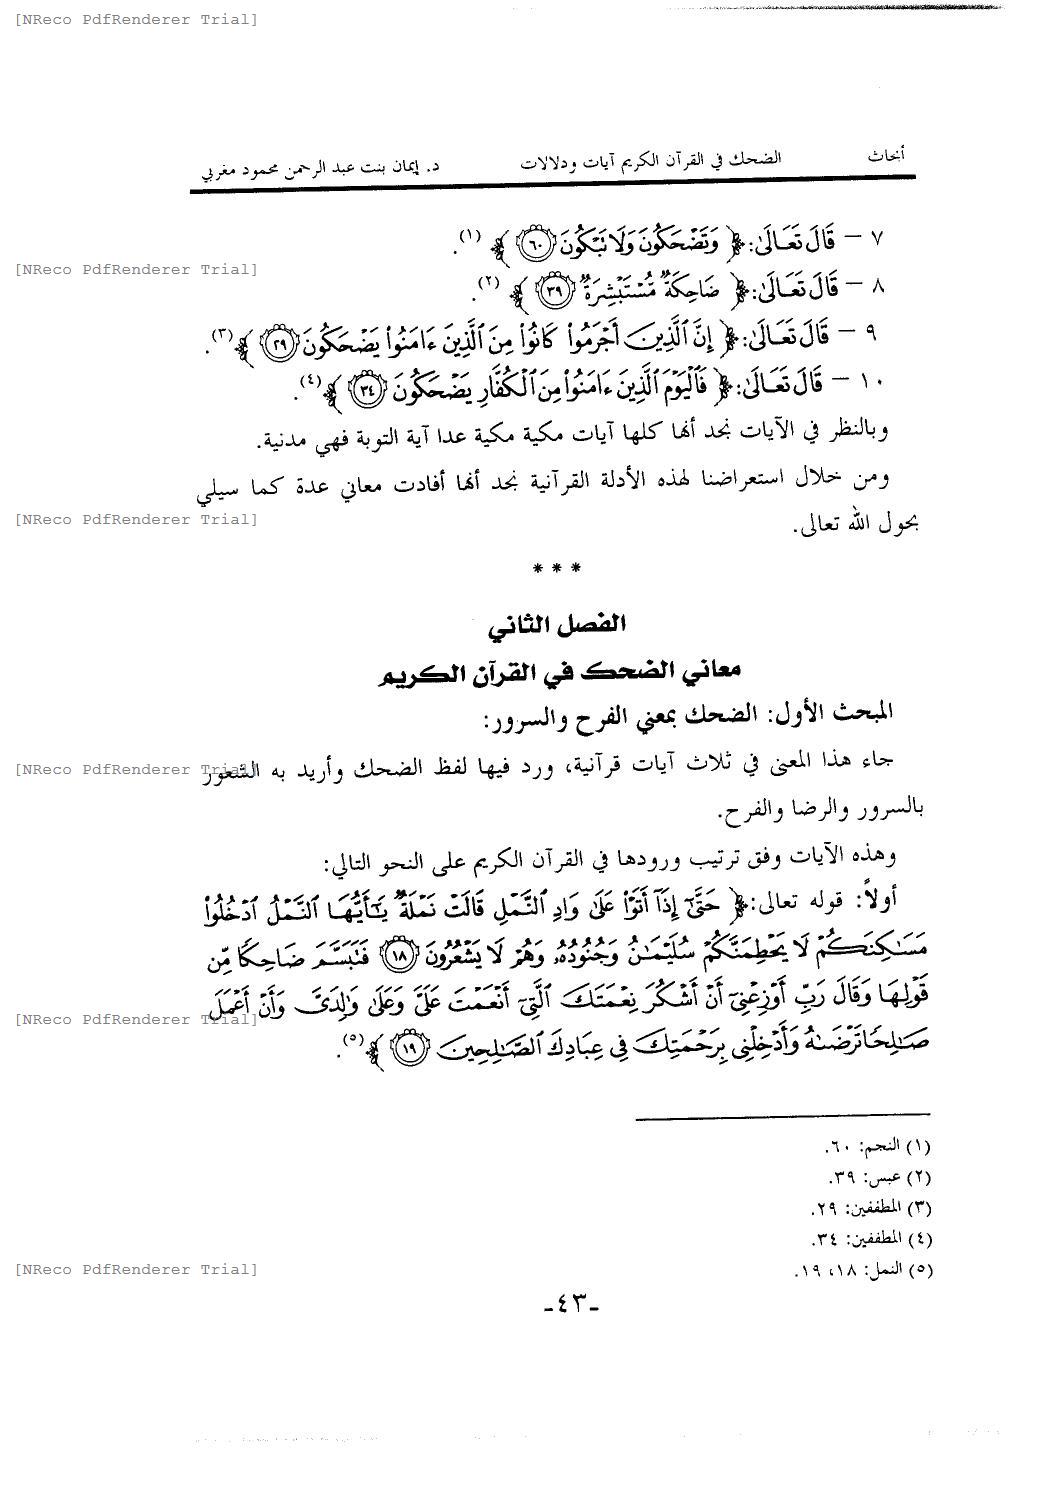 [NReco PdfRenderer Trial]
أبحاث الضحك في القرآن الكريم آيات ودلالات د. إيمان بنت عبد الرحمن محمود مغربي
٧ – قَالَ تَعَالَىٰ: ﴿ وَتَضْحَكُونَ وَلَا تَبْكُونَ ٦٠ ﴾ (١).
[NReco PdfRenderer Trial]
٨ – قَالَ تَعَالَىٰ: ﴿ ضَاحِكَةٌ مُّسْتَبْشِرَةٌ ٣٩ ﴾ (٢).
٩ – قَالَ تَعَالَىٰ: ﴿ إِنَّ ٱلَّذِينَ أَجْرَمُوا۟ كَانُوا۟ مِنَ ٱلَّذِينَ ءَامَنُوا۟ يَضْحَكُونَ ٢٩ ﴾ (٣).
١٠ – قَالَ تَعَالَىٰ: ﴿ فَٱلْيَوْمَ ٱلَّذِينَ ءَامَنُوا۟ مِنَ ٱلْكُفَّارِ يَضْحَكُونَ ٣٤ ﴾ (٤).
وبالنظر في الآيات نجد أنها كلها آيات مكية مكية عدا آية التوبة فهي مدنية.
ومن خلال استعراضنا لهذه الأدلة القرآنية نجد أنها أفادت معاني عدة كما سيلي
[NReco PdfRenderer Trial]
بحول الله تعالى.
* * *
الفصل الثاني
معاني الضحك في القرآن الكريم
المبحث الأول: الضحك بمعني الفرح والسرور:
جاء هذا المعنى في ثلاث آيات قرآنية، ورد فيها لفظ الضحك وأريد به الشعور
[NReco PdfRenderer Trial]
بالسرور والرضا والفرح.
وهذه الآيات وفق ترتيب ورودها في القرآن الكريم على النحو التالي:
أولاً: قوله تعالى: ﴿ حَتَّىٰٓ إِذَآ أَتَوْا۟ عَلَىٰ وَادِ ٱلنَّمْلِ قَالَتْ نَمْلَةٌ يَـٰٓأَيُّهَا ٱلنَّمْلُ ٱدْخُلُوا۟
مَسَـٰكِنَكُمْ لَا يَحْطِمَنَّكُمْ سُلَيْمَـٰنُ وَجُنُودُهُۥ وَهُمْ لَا يَشْعُرُونَ ١٨ فَتَبَسَّمَ ضَاحِكًا مِّن
قَوْلِهَا وَقَالَ رَبِّ أَوْزِعْنِىٓ أَنْ أَشْكُرَ نِعْمَتَكَ ٱلَّتِىٓ أَنْعَمْتَ عَلَىَّ وَعَلَىٰ وَٰلِدَىَّ وَأَنْ أَعْمَلَ
[NReco PdfRenderer Trial]
صَـٰلِحًا تَرْضَىٰهُ وَأَدْخِلْنِى بِرَحْمَتِكَ فِى عِبَادِكَ ٱلصَّـٰلِحِينَ ١٩ ﴾ (٥).
(١) النجم: ٦٠.
(٢) عبس: ٣٩.
(٣) المطففين: ٢٩.
(٤) المطففين: ٣٤.
(٥) النمل: ١٨، ١٩.
[NReco PdfRenderer Trial]
-٤٣-